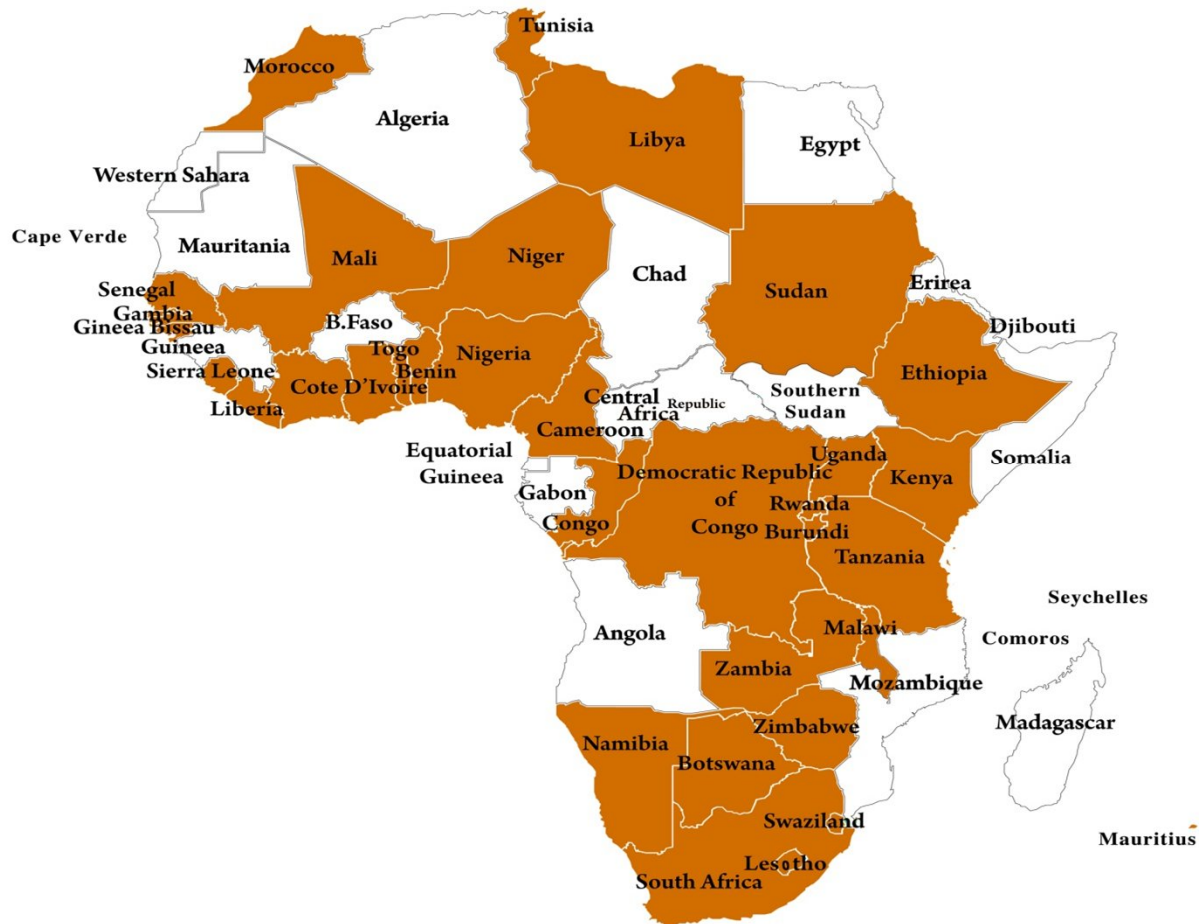 Tunisia
Morocco
Algeria
Libya
Egypt
Western Sahara
Cape Verde
Mauritania
Mali
Niger
Chad
Sudan
Erirea
Senegal
Gambia
Gineea Bissau
Guineea
Sierra Leone
Liberia
B.Faso
Togo
Benin
Cote D'Ivoire
Nigeria
Djibouti
Ethiopia
Central
Africa Republic
Southern
Sudan
Cameroon
Equatorial
Guineea
Somalia
Uganda
Kenya
Gabon
Congo
Democratic Republic
of
Congo
Rwanda
Burundi
Tanzania
Seychelles
Comoros
Angola
Malawi
Zambia
Mozambique
Madagascar
Zimbabwe
Namibia
Botswana
Swaziland
Mauritius
Lesotho
South Africa